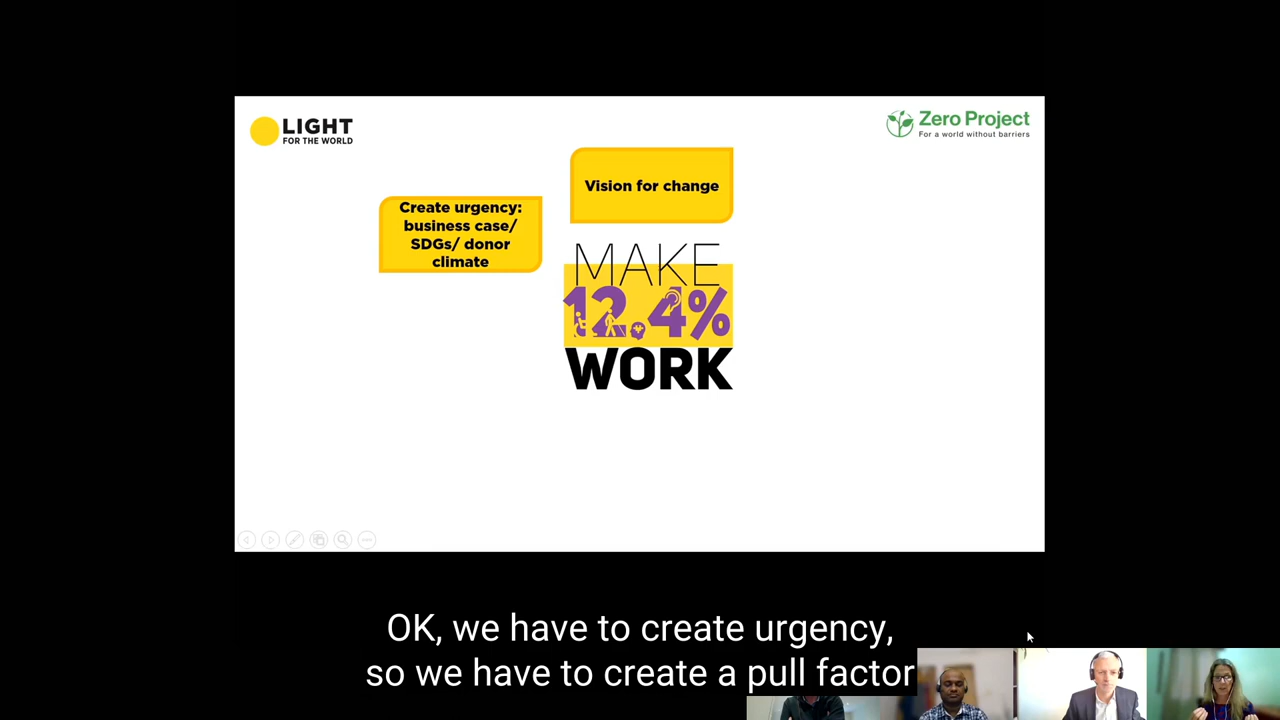 LIGHT
FOR THE WORLD
Zero Project
For a world without barriers
Vision for change
Create urgency:
business case/
SDGs/ donor
climate
MAKE
12.4%
WORK
OK, we have to create urgency,
so we have to create a pull factor